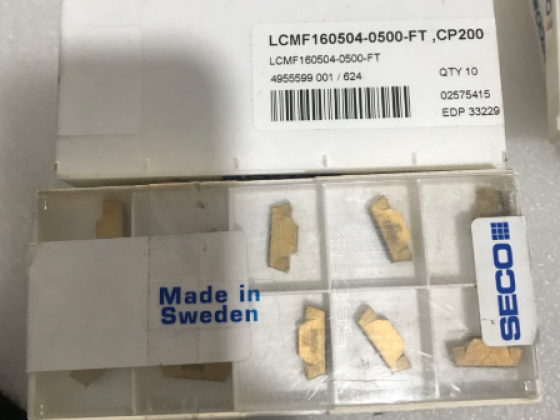 LCMF160504-0500-FT ,CP200
LCMF160504-0500-FT
4955599 001 / 624
QTY 10
02575415
EDP 33229
Made in
Sweden
SECO